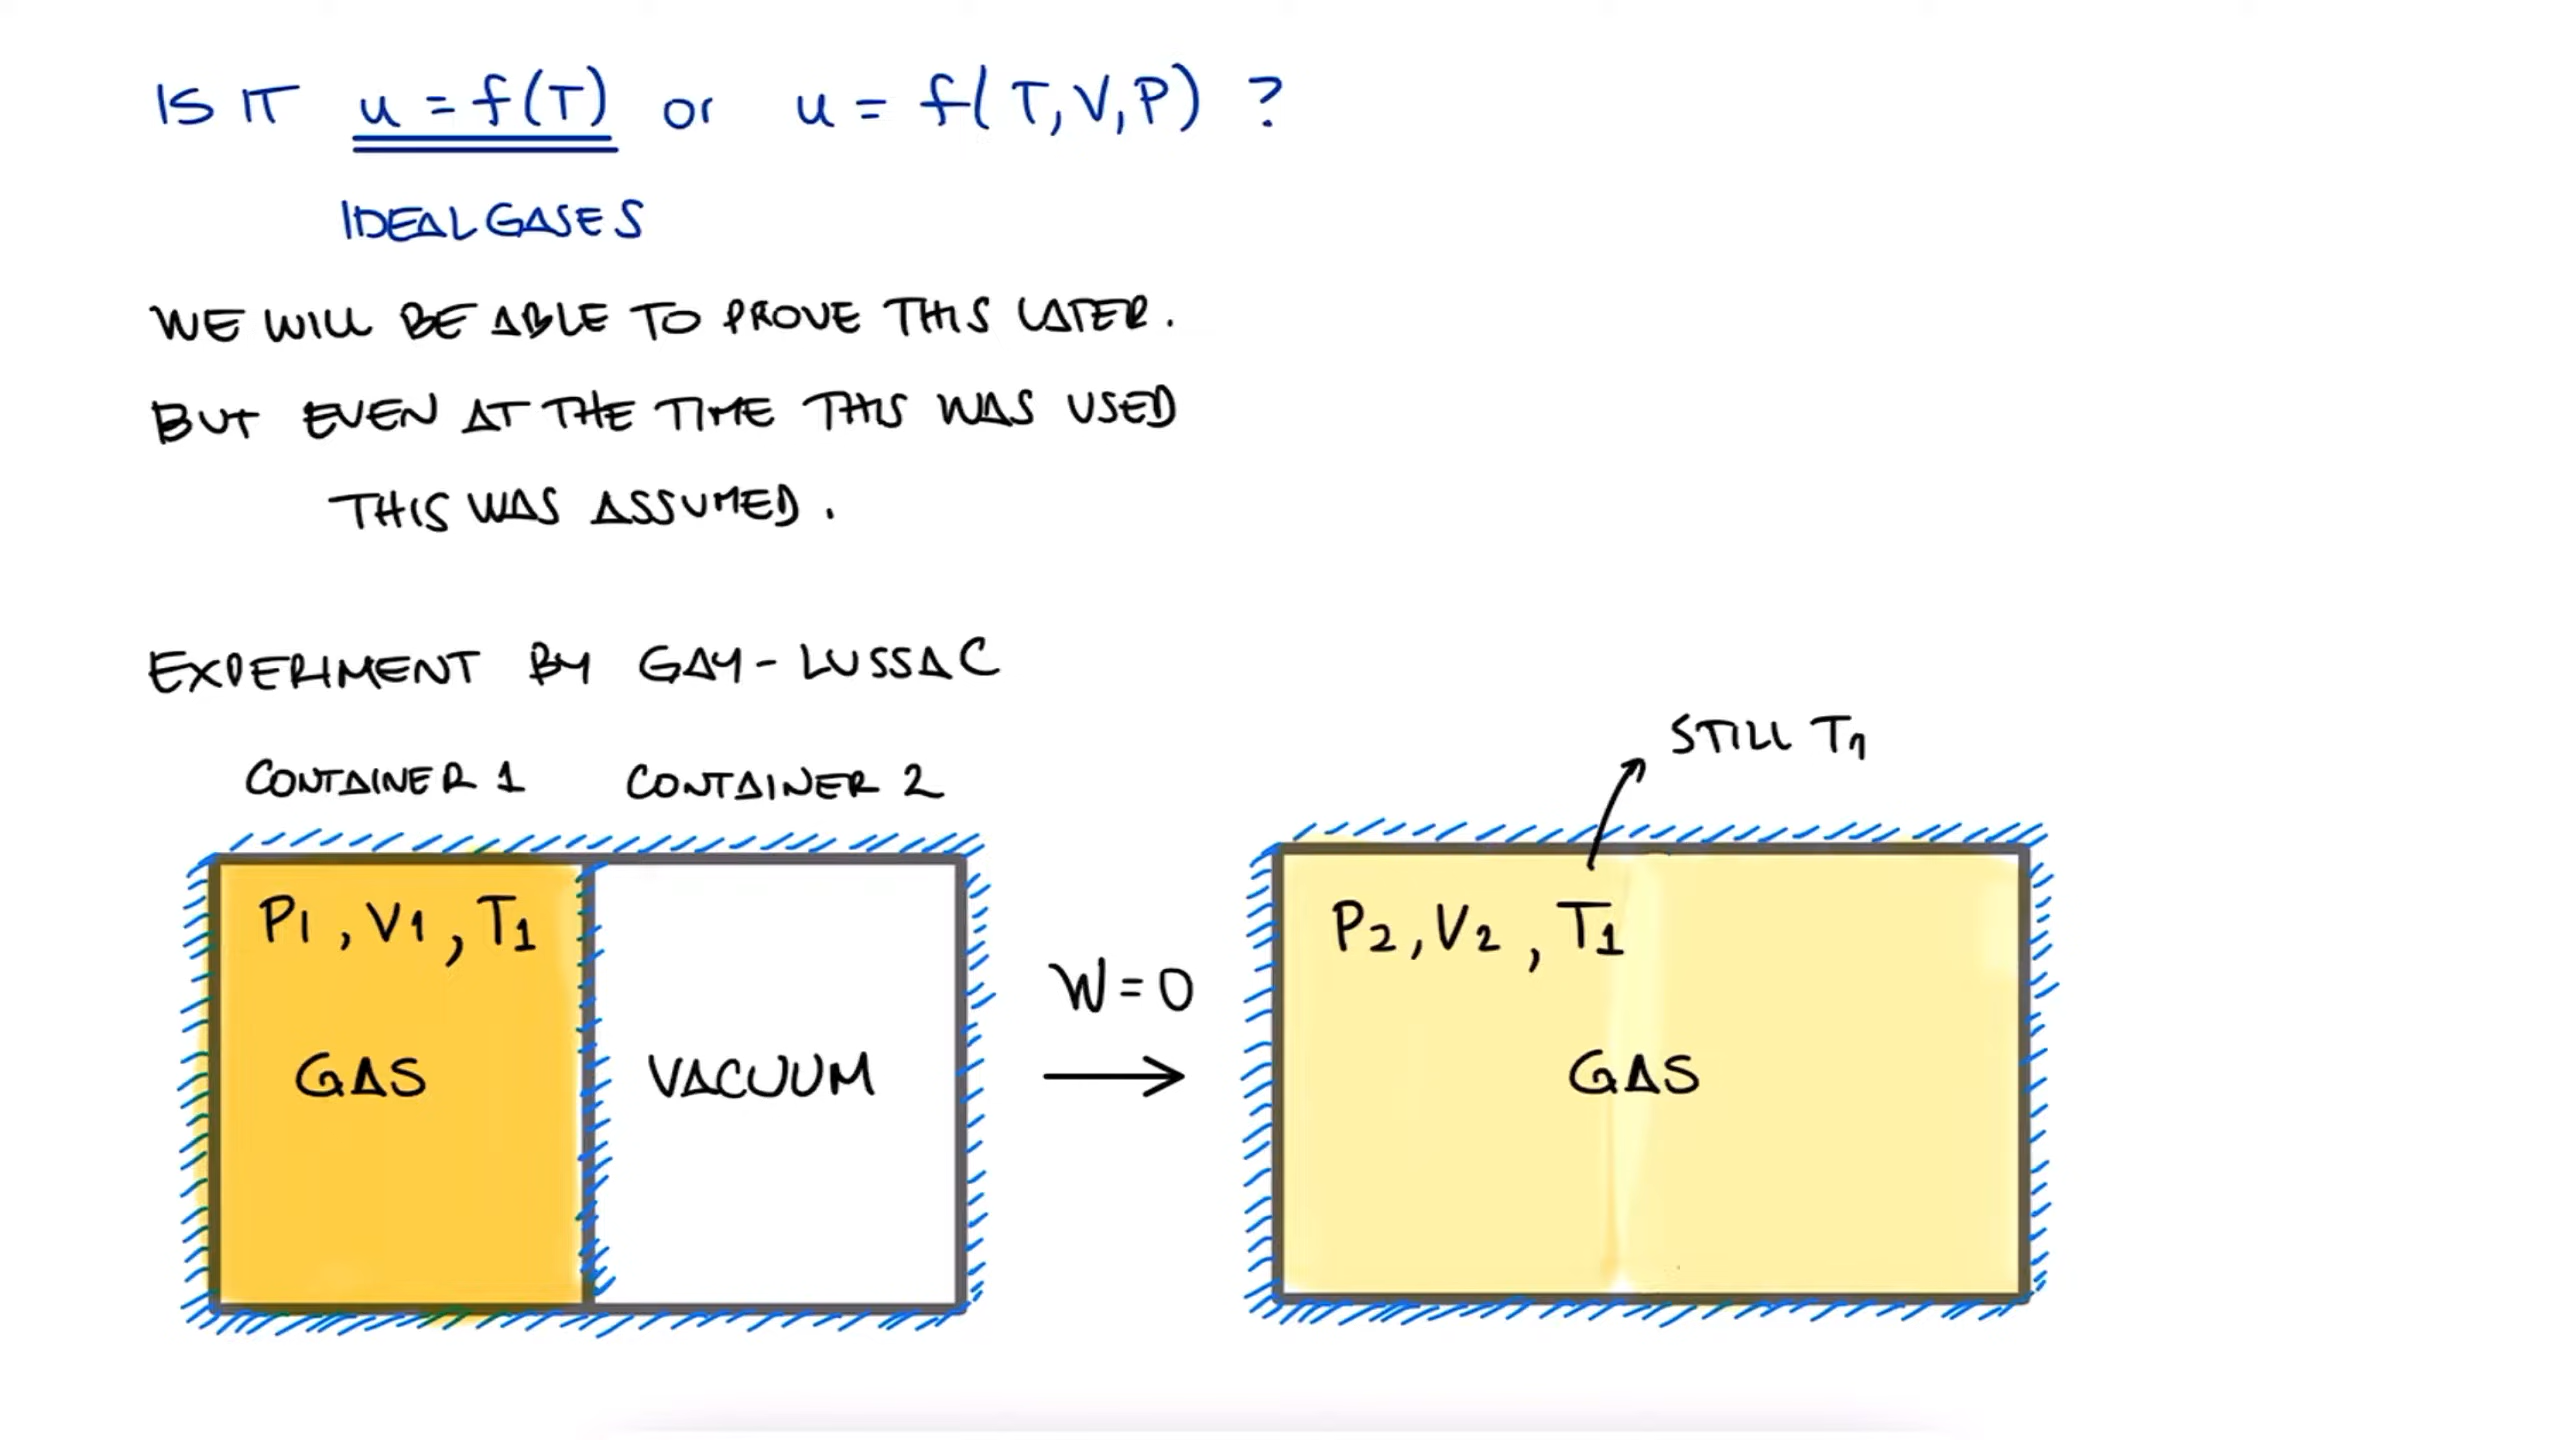 IS IT u = f(T) or u = f(T,V,P) ?
IDEAL GASES
WE WILL BE ABLE TO PROVE THIS LATER.
BUT EVEN AT THE TIME THIS WAS USED
THIS WAS ASSUMED.
EXPERIMENT BY GAY-LUSSAC
STILL T1
CONTAINER 1 CONTAINER 2
P1, V1, T1
P2, V2, T1
W=0
GAS VACUUM
GAS